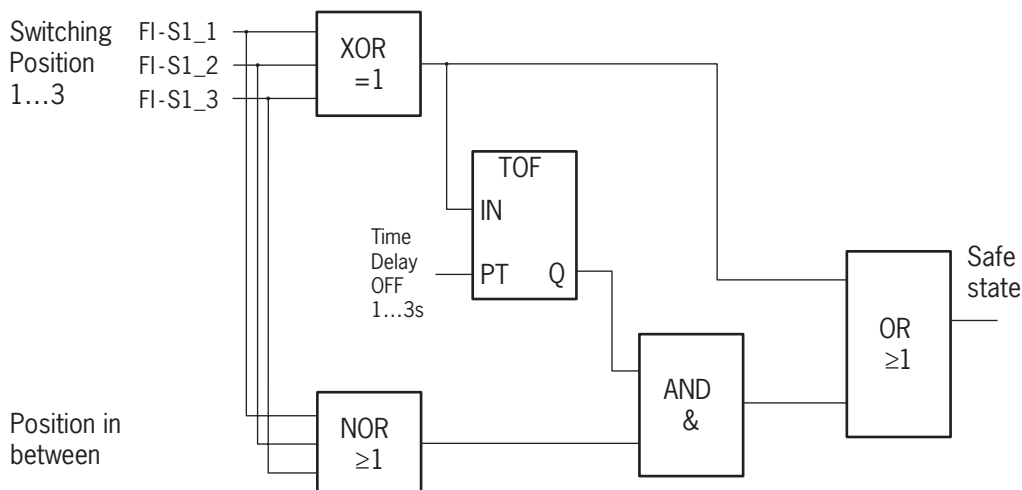 Switching
Position
1...3
FI-S1_1
FI-S1_2
FI-S1_3
XOR
=1
TOF
IN
PT Q
Time
Delay
OFF
1...3s
Safe
state
OR
≥1
AND
&
Position in
between
NOR
≥1